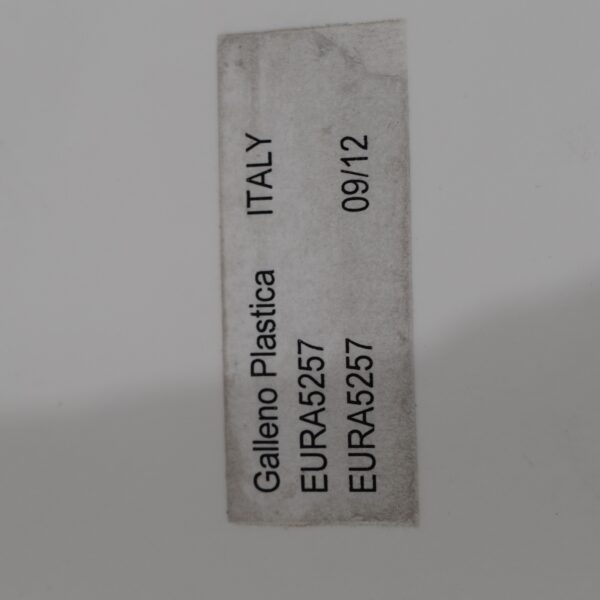 Galleno Plastica ITALY
EURA5257
EURA5257 09/12